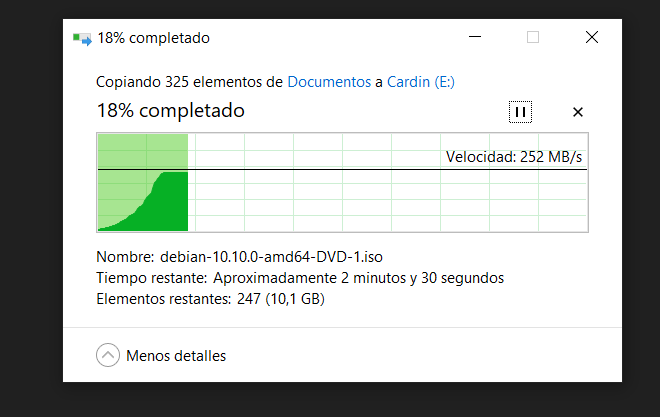 18% completado
Copiando 325 elementos de Documentos a Cardin (E:)
18% completado
Velocidad: 252 MB/s
Nombre: debian-10.10.0-amd64-DVD-1.iso
Tiempo restante: Aproximadamente 2 minutos y 30 segundos
Elementos restantes: 247 (10,1 GB)
Menos detalles